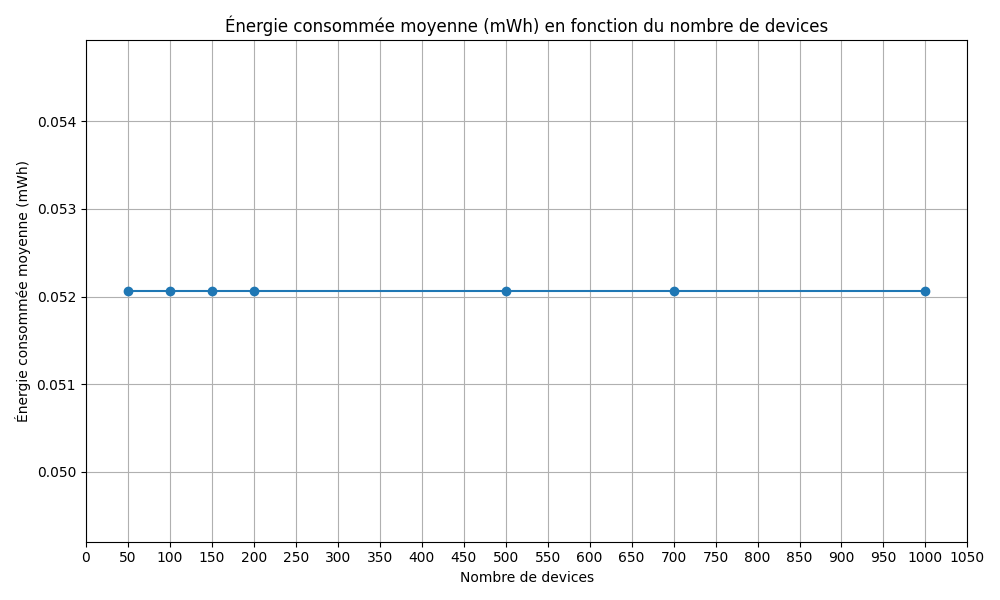 Énergie consommée moyenne (mWh) en fonction du nombre de devices
Énergie consommée moyenne (mWh)
0.054
0.053
0.052
0.051
0.050
0 50 100 150 200 250 300 350 400 450 500 550 600 650 700 750 800 850 900 950 1000 1050
Nombre de devices